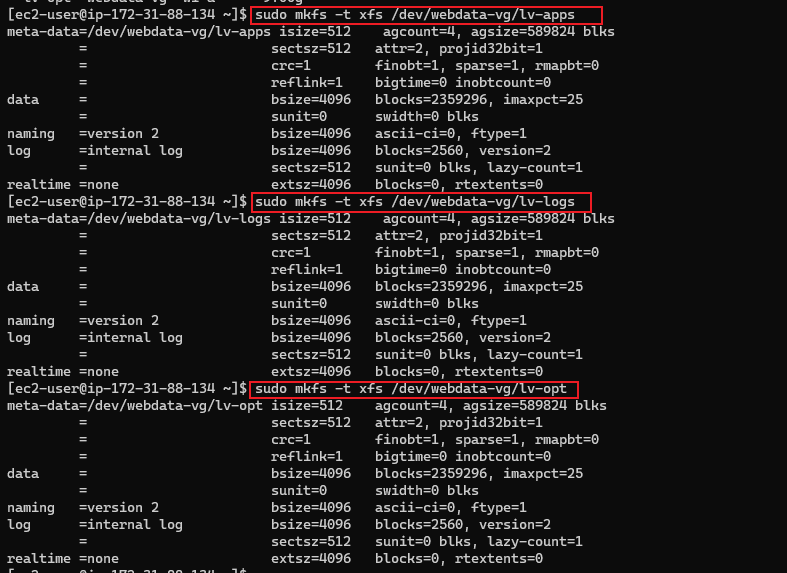 [ec2-user@ip-172-31-88-134 ~]$ sudo mkfs -t xfs /dev/webdata-vg/lv-apps
meta-data=/dev/webdata-vg/lv-apps isize=512    agcount=4, agsize=589824 blks
         =                       sectsz=512   attr=2, projid32bit=1
         =                       crc=1        finobt=1, sparse=1, rmapbt=0
         =                       reflink=1    bigtime=0 inobtcount=0
data     =                       bsize=4096   blocks=2359296, imaxpct=25
         =                       sunit=0      swidth=0 blks
naming   =version 2              bsize=4096   ascii-ci=0, ftype=1
log      =internal log           bsize=4096   blocks=2560, version=2
         =                       sectsz=512   sunit=0 blks, lazy-count=1
realtime =none                   extsz=4096   blocks=0, rtextents=0
[ec2-user@ip-172-31-88-134 ~]$ sudo mkfs -t xfs /dev/webdata-vg/lv-logs
meta-data=/dev/webdata-vg/lv-logs isize=512    agcount=4, agsize=589824 blks
         =                       sectsz=512   attr=2, projid32bit=1
         =                       crc=1        finobt=1, sparse=1, rmapbt=0
         =                       reflink=1    bigtime=0 inobtcount=0
data     =                       bsize=4096   blocks=2359296, imaxpct=25
         =                       sunit=0      swidth=0 blks
naming   =version 2              bsize=4096   ascii-ci=0, ftype=1
log      =internal log           bsize=4096   blocks=2560, version=2
         =                       sectsz=512   sunit=0 blks, lazy-count=1
realtime =none                   extsz=4096   blocks=0, rtextents=0
[ec2-user@ip-172-31-88-134 ~]$ sudo mkfs -t xfs /dev/webdata-vg/lv-opt
meta-data=/dev/webdata-vg/lv-opt isize=512    agcount=4, agsize=589824 blks
         =                       sectsz=512   attr=2, projid32bit=1
         =                       crc=1        finobt=1, sparse=1, rmapbt=0
         =                       reflink=1    bigtime=0 inobtcount=0
data     =                       bsize=4096   blocks=2359296, imaxpct=25
         =                       sunit=0      swidth=0 blks
naming   =version 2              bsize=4096   ascii-ci=0, ftype=1
log      =internal log           bsize=4096   blocks=2560, version=2
         =                       sectsz=512   sunit=0 blks, lazy-count=1
realtime =none                   extsz=4096   blocks=0, rtextents=0